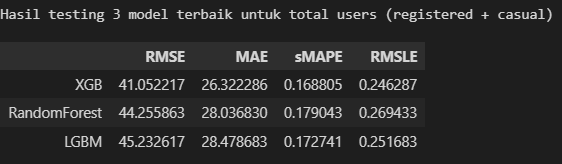 Hasil testing 3 model terbaik untuk total users (registered + casual)
RMSE MAE sMAPE RMSLE
XGB 41.052217 26.322286 0.168805 0.246287
RandomForest 44.255863 28.036830 0.179043 0.269433
LGBM 45.232617 28.478683 0.172741 0.251683